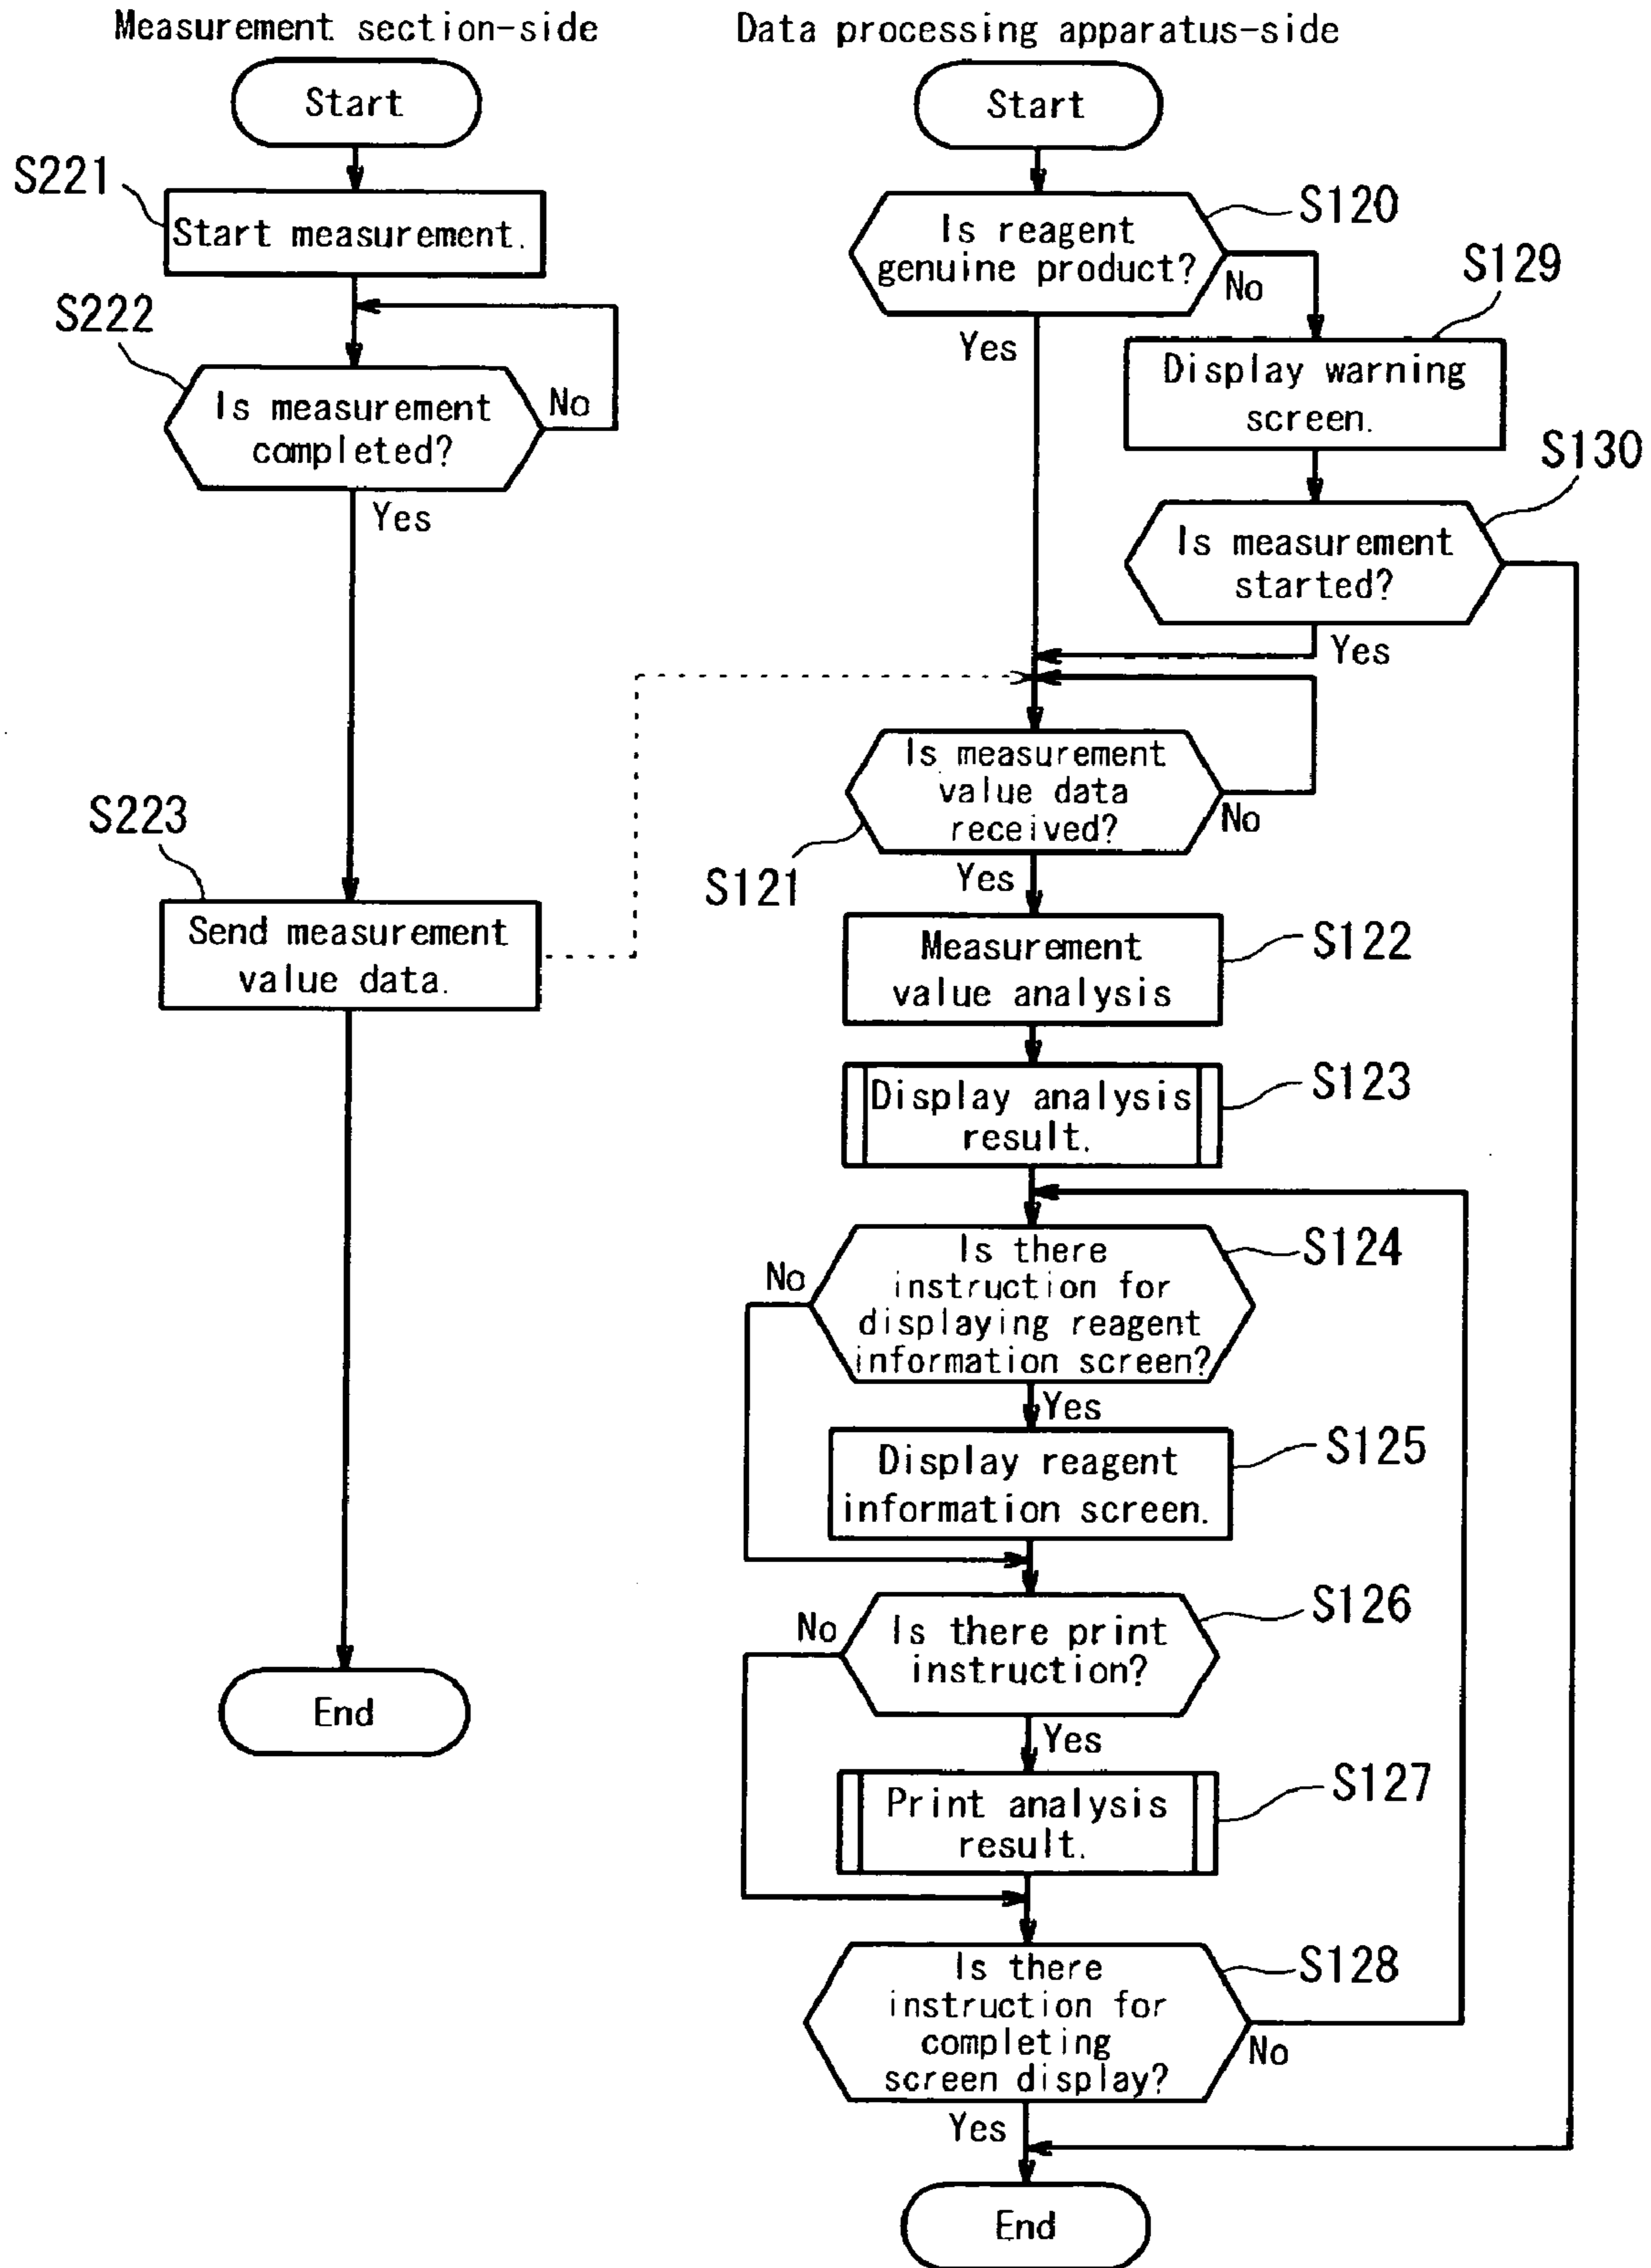 Measurement section-side
Start
S221
Start measurement.
S222
Is measurement
completed?
No
Yes
S223
Send measurement
value data.
End
Data processing apparatus-side
Start
S120
Is reagent
genuine product?
No
Yes
S129
Display warning
screen.
S130
Is measurement
started?
Yes
Is measurement
value data
received?
No
S121
Yes
S122
Measurement
value analysis
S123
Display analysis
result.
S124
Is there
instruction for
displaying reagent
information screen?
No
Yes
S125
Display reagent
information screen.
S126
Is there print
instruction?
No
Yes
S127
Print analysis
result.
S128
Is there
instruction for
completing
screen display?
No
Yes
End